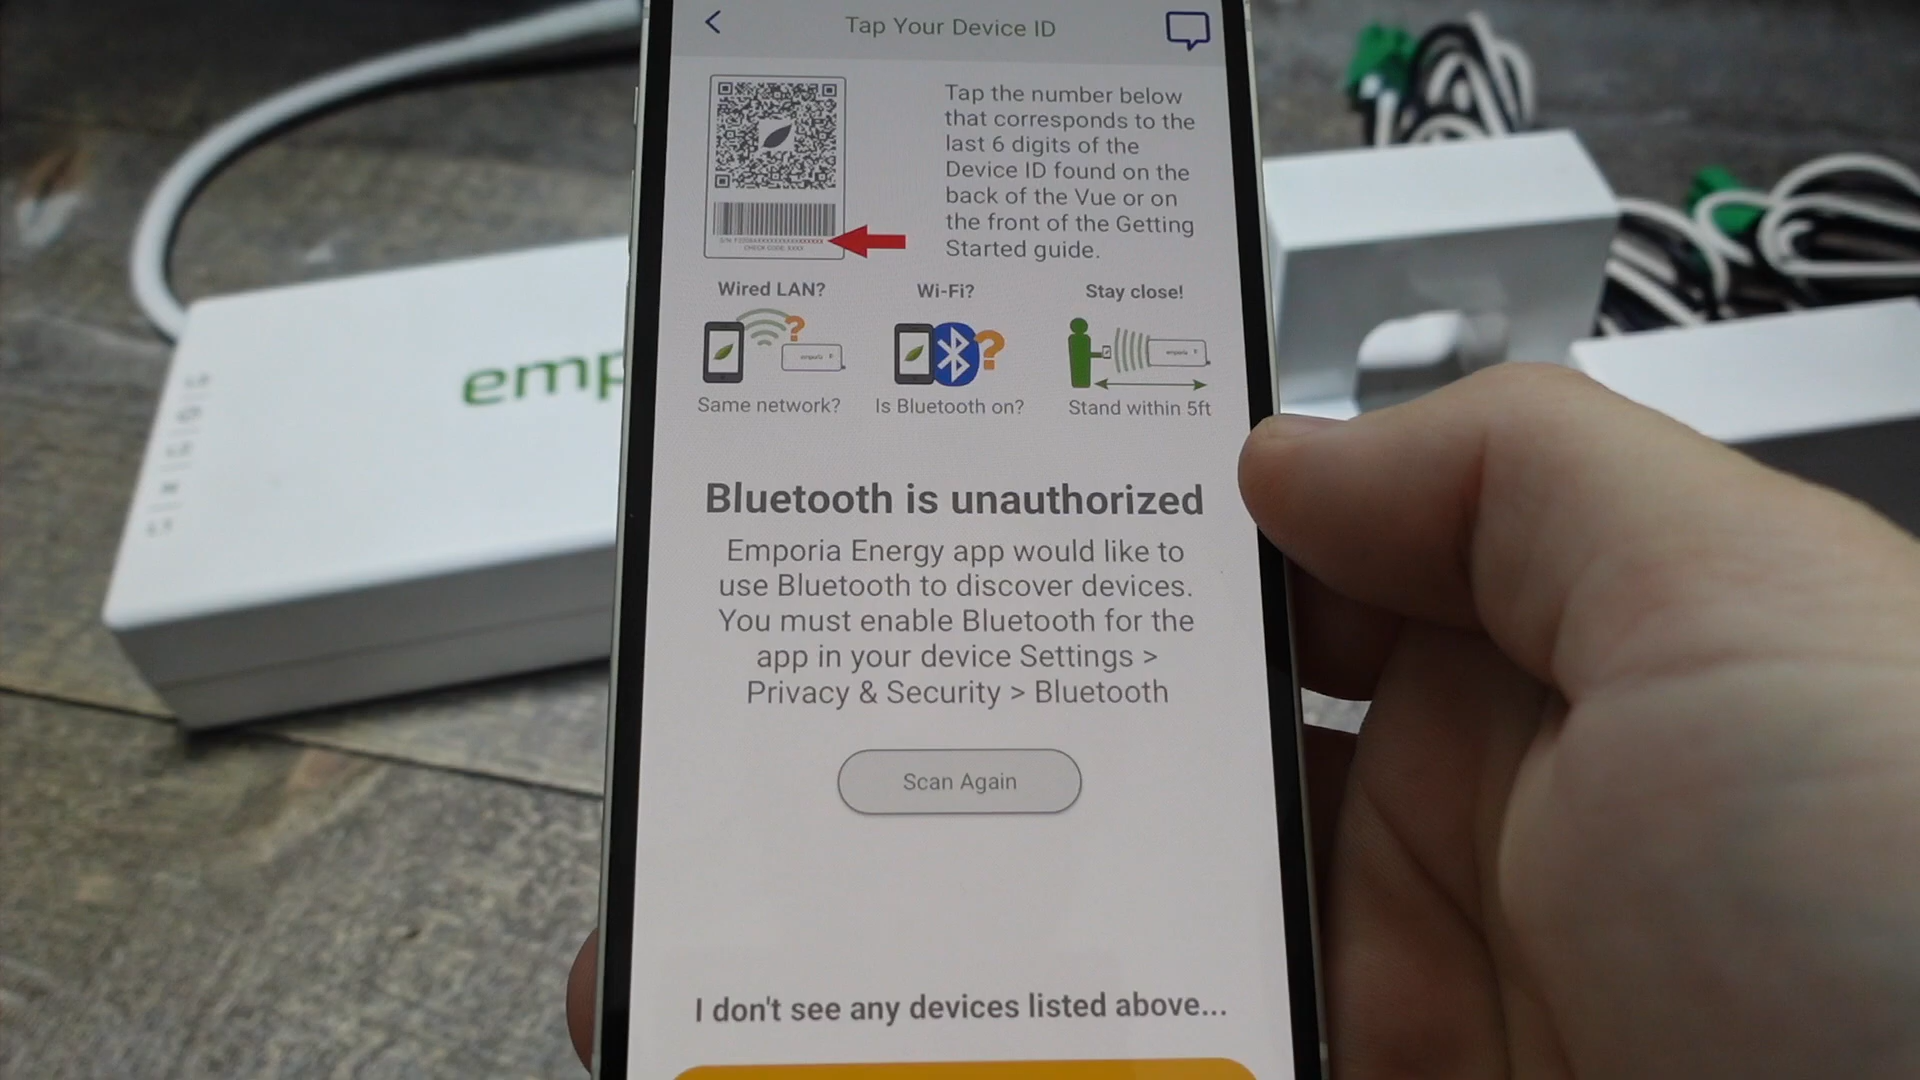 Tap Your Device ID
Tap the number below
that corresponds to the
last 6 digits of the
Device ID found on the
back of the Vue or on
the front of the Getting
Started guide.
Wired LAN?
Wi-Fi?
Stay close!
Same network?
Is Bluetooth on?
Stand within 5ft
Bluetooth is unauthorized
Emporia Energy app would like to
use Bluetooth to discover devices.
You must enable Bluetooth for the
app in your device Settings >
Privacy & Security > Bluetooth
Scan Again
I don't see any devices listed above...
emp